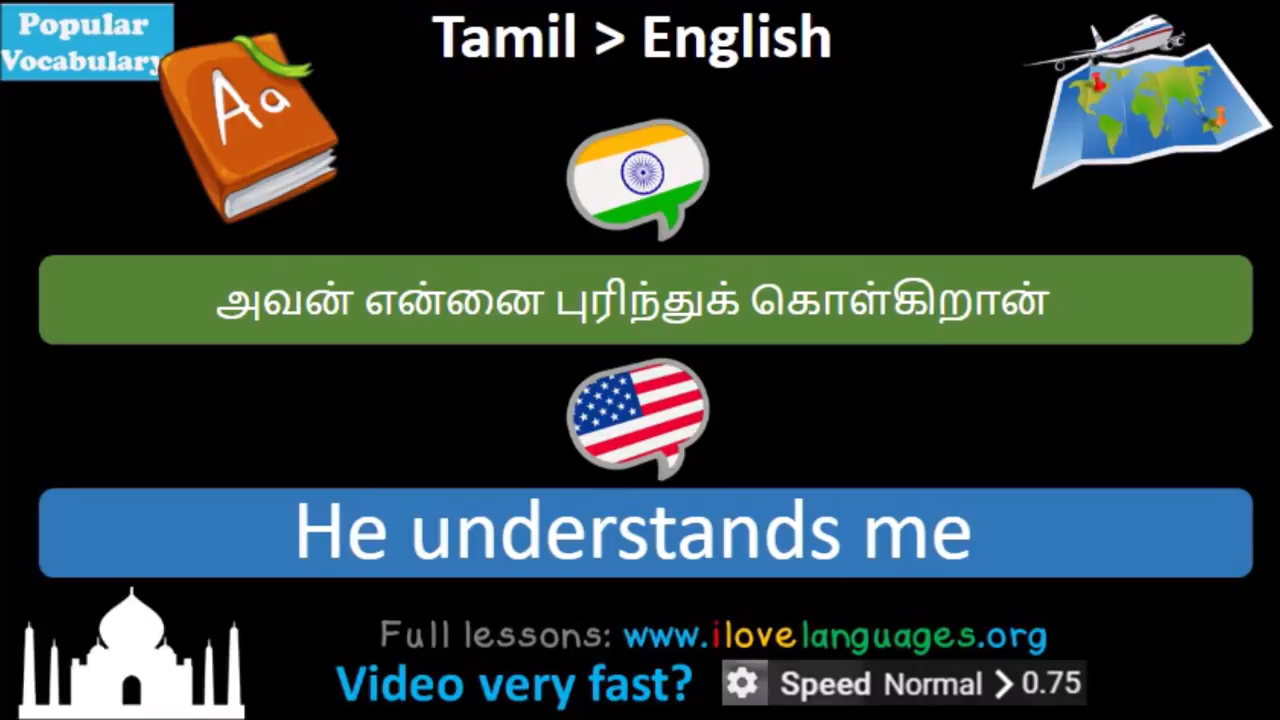 Popular
Vocabulary
Tamil > English
Aa
அவன் என்னை புரிந்துக் கொள்கிறான்
He understands me
Full lessons: www.ilovelanguages.org
Video very fast? Speed Normal > 0.75